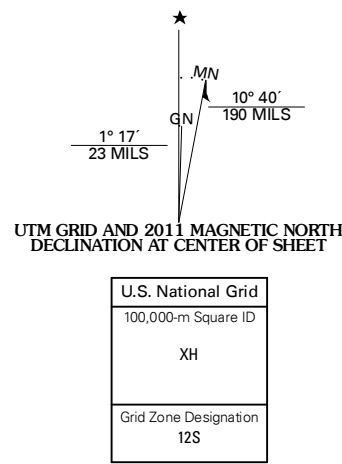 MN
10° 40´
190 MILS
GN
1° 17´
23 MILS
UTM GRID AND 2011 MAGNETIC NORTH
DECLINATION AT CENTER OF SHEET
U.S. National Grid
100,000-m Square ID
XH
Grid Zone Designation
12S